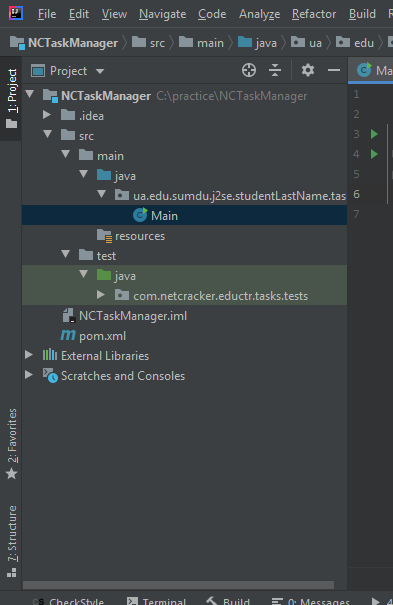 File Edit View Navigate Code Analyze Refactor Build
NCTaskManager src main java ua edu
1: Project
Project
Ma
NCTaskManager C:\practice\NCTaskManager
.idea
src
main
java
ua.edu.sumdu.j2se.studentLastName.tas
Main
resources
test
java
com.netcracker.eductr.tasks.tests
NCTaskManager.iml
pom.xml
External Libraries
Scratches and Consoles
1
2
3
4
5
6
7
2: Favorites
7: Structure
CheckStyle Terminal Build 0: Messages 4